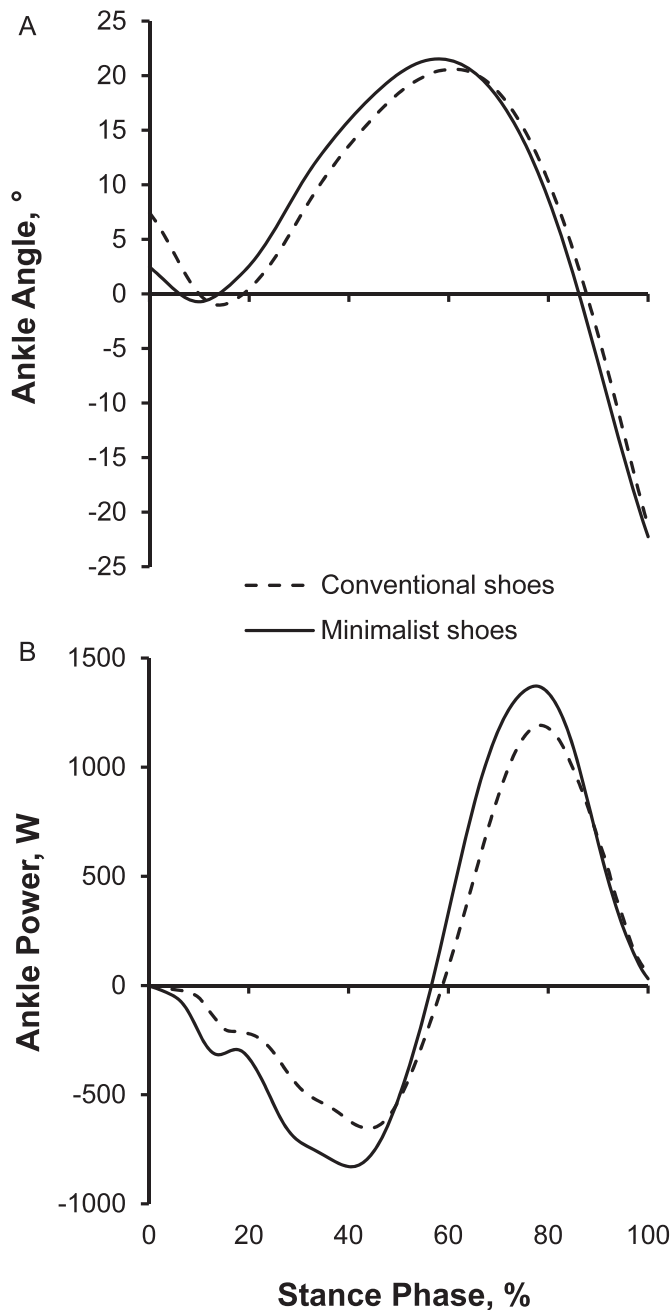 A
25
20
15
10
5
0
-5
-10
-15
-20
-25
Ankle Angle, °
Conventional shoes
Minimalist shoes
B
1500
1000
500
0
-500
-1000
Ankle Power, W
0 20 40 60 80 100
Stance Phase, %